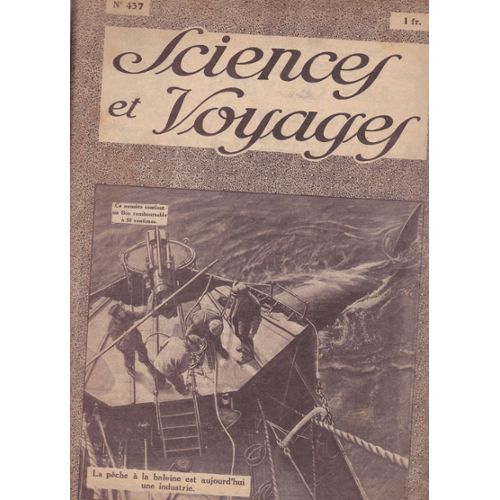 N° 437
1 fr.
Sciences
et Voyages
Ce numéro contient
un Bon remboursable
à 50 centimes.
La pêche à la baleine est aujourd'hui
une industrie.